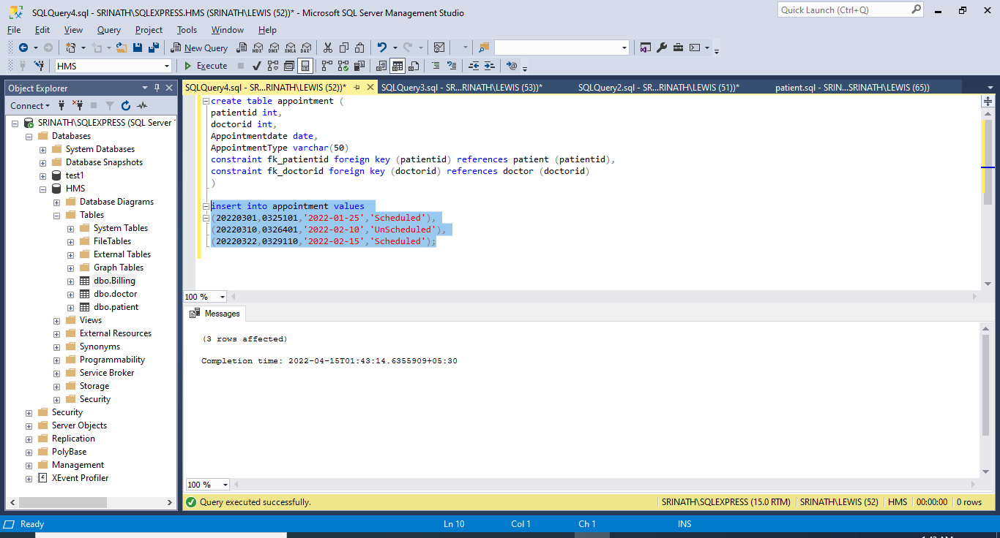 SQLQuery4.sql - SRINATH\SQLEXPRESS.HMS (SRINATH\LEWIS (52))* - Microsoft SQL Server Management Studio
Quick Launch (Ctrl+Q)
File Edit View Query Project Tools Window Help
New Query MDX DMX XMLA DAX
HMS Execute
Object Explorer
Connect
SRINATH\SQLEXPRESS (SQL Server
Databases
System Databases
Database Snapshots
test1
HMS
Database Diagrams
Tables
System Tables
FileTables
External Tables
Graph Tables
dbo.Billing
dbo.doctor
dbo.patient
Views
External Resources
Synonyms
Programmability
Service Broker
Storage
Security
Security
Server Objects
Replication
PolyBase
Management
XEvent Profiler
SQLQuery4.sql - SR...RINATH\LEWIS (52))* SQLQuery3.sql - SR...RINATH\LEWIS (53))* SQLQuery2.sql - SR...RINATH\LEWIS (51))* patient.sql - SRIN...SRINATH\LEWIS (65))
create table appointment (
patientid int,
doctorid int,
Appointmentdate date,
AppointmentType varchar(50)
constraint fk_patientid foreign key (patientid) references patient (patientid),
constraint fk_doctorid foreign key (doctorid) references doctor (doctorid)
)
insert into appointment values
(20220301,0325101,'2022-01-25','Scheduled'),
(20220310,0326401,'2022-02-10','UnScheduled'),
(20220322,0329110,'2022-02-15','Scheduled');
100 %
Messages
(3 rows affected)
Completion time: 2022-04-15T01:43:14.6355909+05:30
100 %
Query executed successfully. SRINATH\SQLEXPRESS (15.0 RTM) SRINATH\LEWIS (52) HMS 00:00:00 0 rows
Ready Ln 10 Col 1 Ch 1 INS